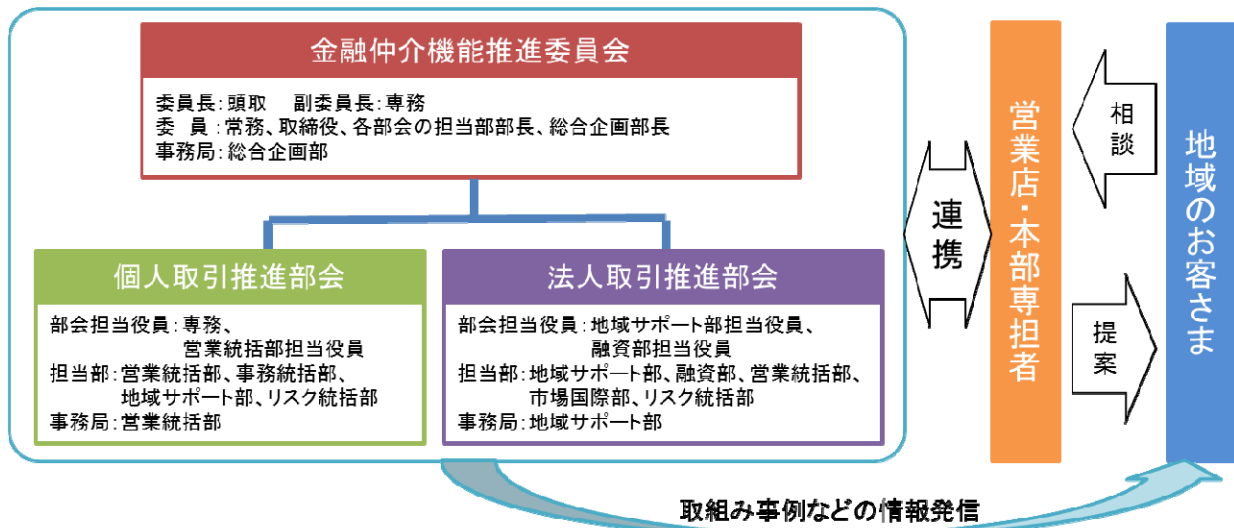 金融仲介機能推進委員会
委員長：頭取　副委員長：専務
委　員：常務、取締役、各部会の担当部部長、総合企画部長
事務局：総合企画部
個人取引推進部会
部会担当役員：専務、
営業統括部担当役員
担当部：営業統括部、事務統括部、
地域サポート部、リスク統括部
事務局：営業統括部
法人取引推進部会
部会担当役員：地域サポート部担当役員、
融資部担当役員
担当部：地域サポート部、融資部、営業統括部、
市場国際部、リスク統括部
事務局：地域サポート部
連携
営業店・本部専担者
相談
提案
地域のお客さま
取組み事例などの情報発信